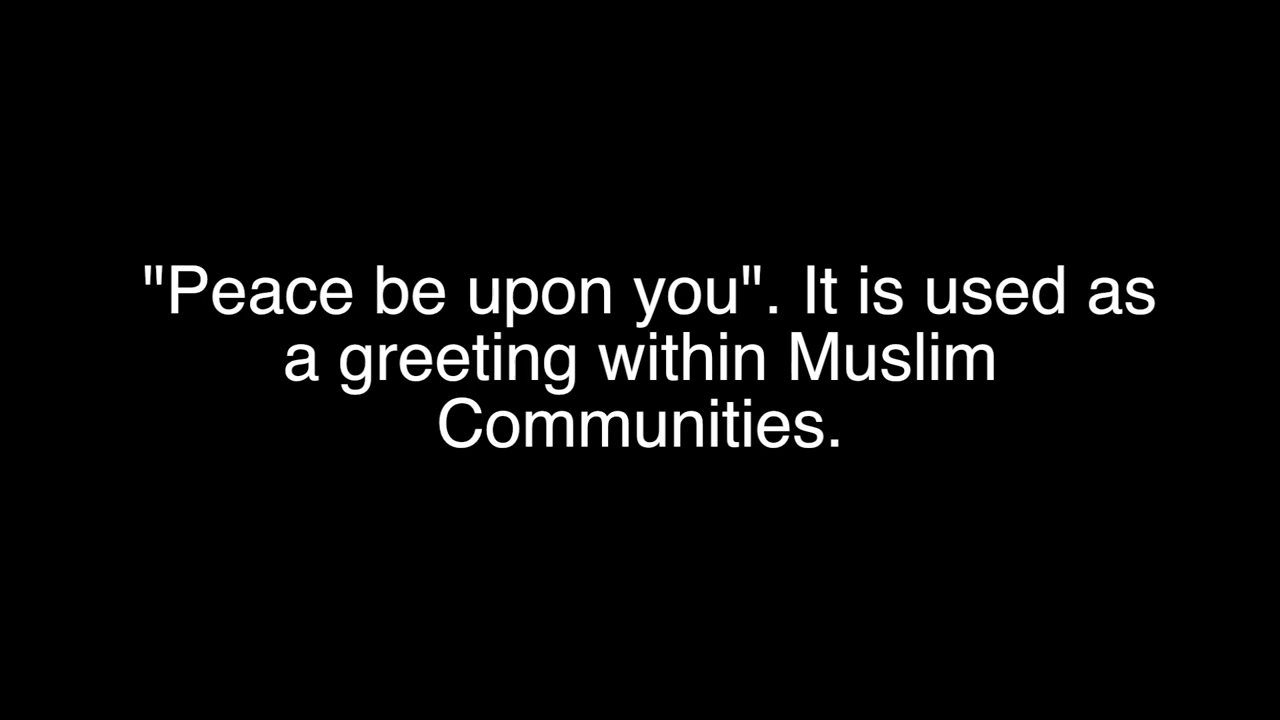 "Peace be upon you". It is used as
a greeting within Muslim
Communities.